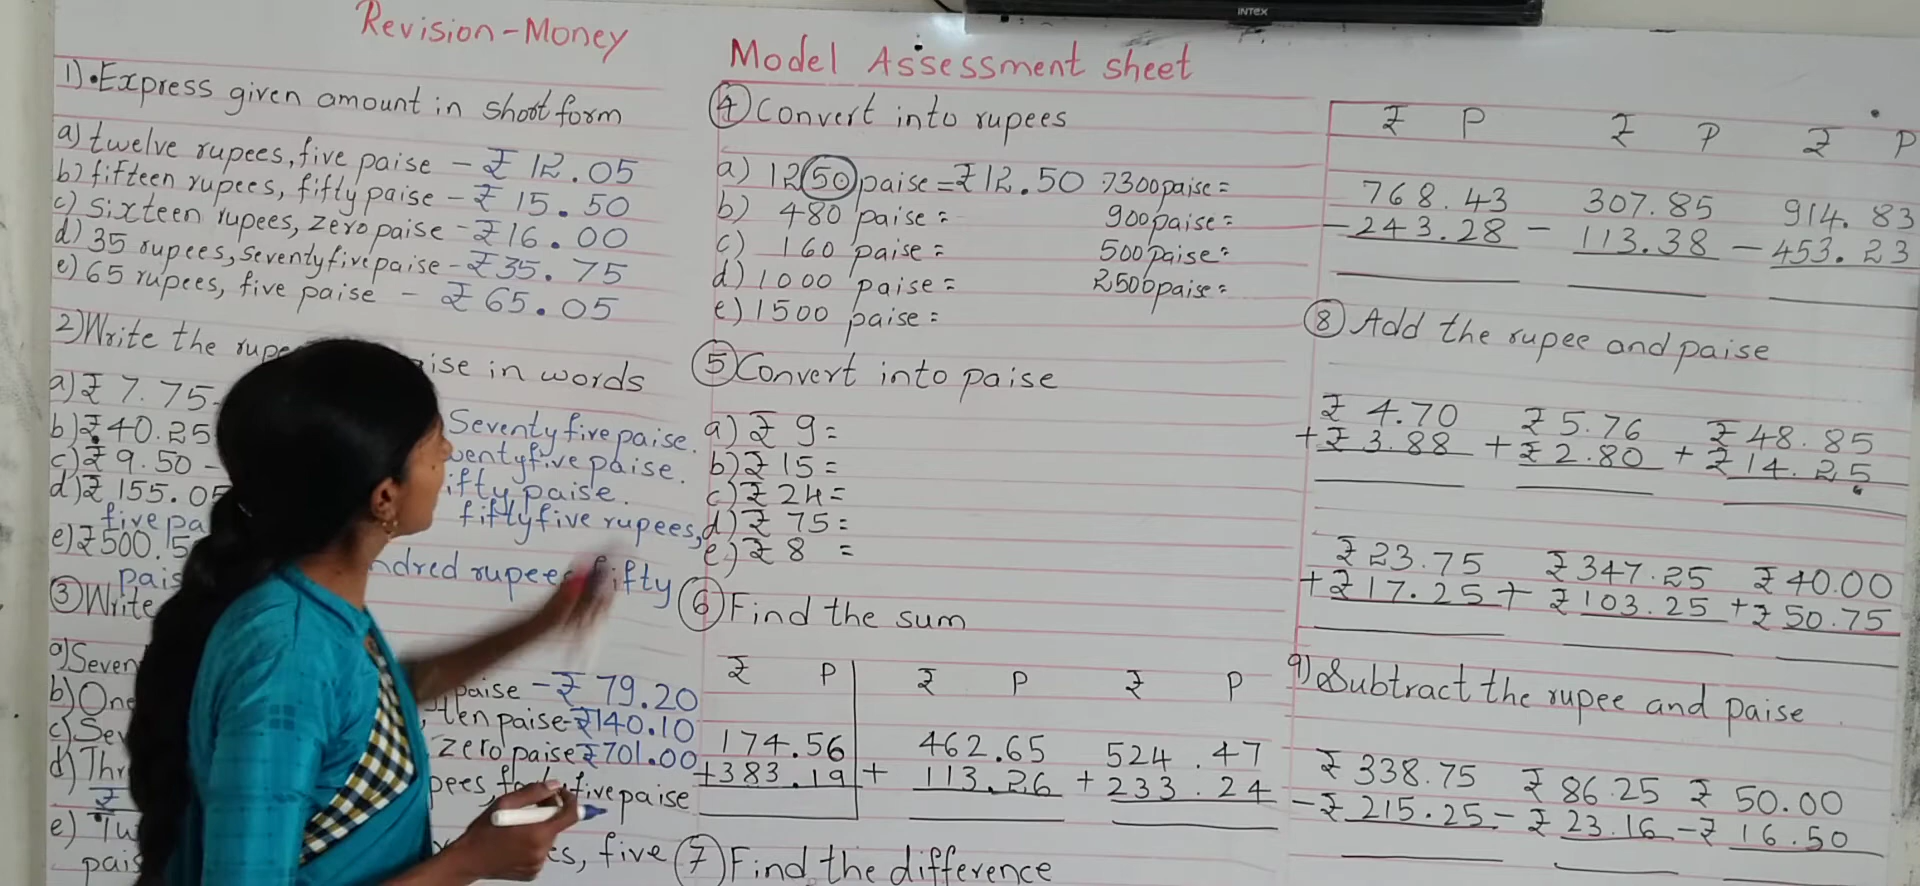 INTEX
Revision-Money
Model Assessment sheet
1) Express given amount in short form
a) twelve rupees, five paise - ₹ 12.05
b) fifteen rupees, fifty paise - ₹ 15.50
c) Sixteen rupees, zero paise - ₹16.00
d) 35 rupees, seventyfive paise - ₹35.75
e) 65 rupees, five paise - ₹65.05
2) Write the ise in words
a) ₹ 7.75- Seventyfive paise.
b) ₹40.25 paise.
c) ₹ 9.50 - paise.
d) ₹ 155.05 fiftyfive rupees,
five
e) ₹500. rupees fifty
③ Write
a) paise - ₹ 79.20
b) ten paise-₹140.10
c) zero paise ₹701.00
d) five paise
₹
e)
five
④ Convert into rupees
a) 1250 paise = ₹12.50 7300 paise =
b) 480 paise = 900 paise =
c) 160 paise = 500 paise =
d) 1000 paise = 2500 paise =
e) 1500 paise =
⑤ Convert into paise
a) ₹ 9 =
b) ₹ 15 =
c) ₹ 24 =
d) ₹ 75 =
e) ₹ 8 =
⑥ Find the sum
₹ P ₹ P ₹ P
174.56 462.65 524.47
+383.19 + 113.26 + 233.24
⑦ Find the difference
₹ P ₹ P ₹ P
768.43 307.85 914.83
-243.28 - 113.38 - 453.23
⑧ Add the rupee and paise
₹ 4.70 ₹ 5.76 ₹ 48.85
+ ₹ 3.88 + ₹ 2.80 + ₹ 14.25
₹ 23.75 ₹ 347.25 ₹ 40.00
+ ₹ 17.25 + ₹ 103.25 + ₹ 50.75
9) Subtract the rupee and paise
₹ 338.75 ₹ 86.25 ₹ 50.00
- ₹ 215.25 - ₹ 23.16 - ₹ 16.50